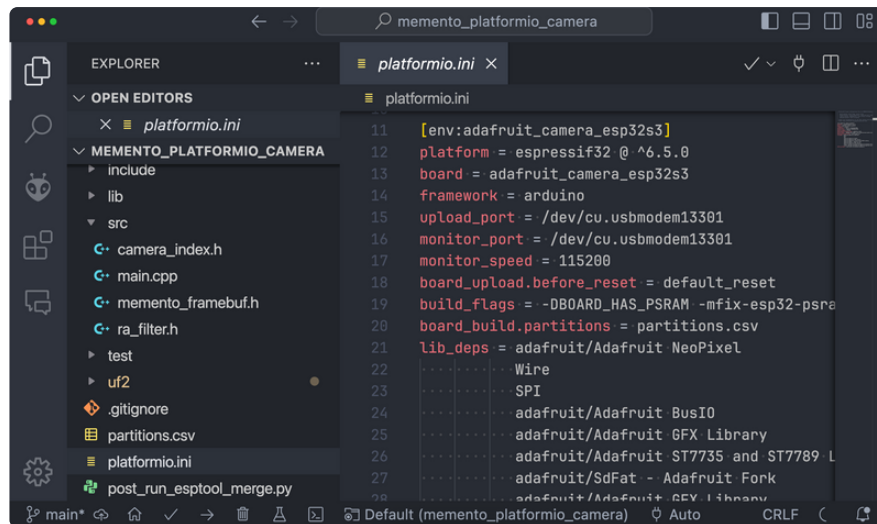 memento_platformio_camera
EXPLORER
OPEN EDITORS
platformio.ini
MEMENTO_PLATFORMIO_CAMERA
include
lib
src
camera_index.h
main.cpp
memento_framebuf.h
ra_filter.h
test
uf2
.gitignore
partitions.csv
platformio.ini
post_run_esptool_merge.py
platformio.ini
platformio.ini
11 [env:adafruit_camera_esp32s3]
12 platform = espressif32 @ ^6.5.0
13 board = adafruit_camera_esp32s3
14 framework = arduino
15 upload_port = /dev/cu.usbmodem13301
16 monitor_port = /dev/cu.usbmodem13301
17 monitor_speed = 115200
18 board_upload.before_reset = default_reset
19 build_flags = -DBOARD_HAS_PSRAM -mfix-esp32-psra
20 board_build.partitions = partitions.csv
21 lib_deps = adafruit/Adafruit NeoPixel
22 Wire
23 SPI
24 adafruit/Adafruit BusIO
25 adafruit/Adafruit GFX Library
26 adafruit/Adafruit ST7735 and ST7789 L
27 adafruit/SdFat - Adafruit Fork
28 adafruit/Adafruit GFX Library
main* Default (memento_platformio_camera) Auto CRLF (